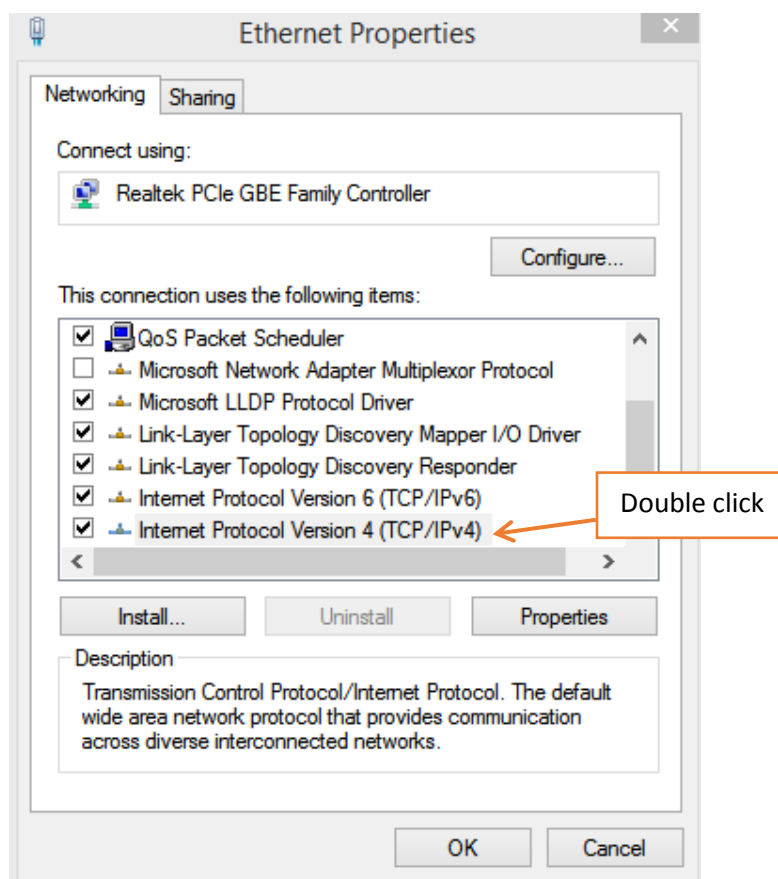 Ethernet Properties
Networking
Sharing
Connect using:
Realtek PCIe GBE Family Controller
Configure...
This connection uses the following items:
QoS Packet Scheduler
Microsoft Network Adapter Multiplexor Protocol
Microsoft LLDP Protocol Driver
Link-Layer Topology Discovery Mapper I/O Driver
Link-Layer Topology Discovery Responder
Internet Protocol Version 6 (TCP/IPv6)
Internet Protocol Version 4 (TCP/IPv4)
Double click
Install...
Uninstall
Properties
Description
Transmission Control Protocol/Internet Protocol. The default
wide area network protocol that provides communication
across diverse interconnected networks.
OK
Cancel